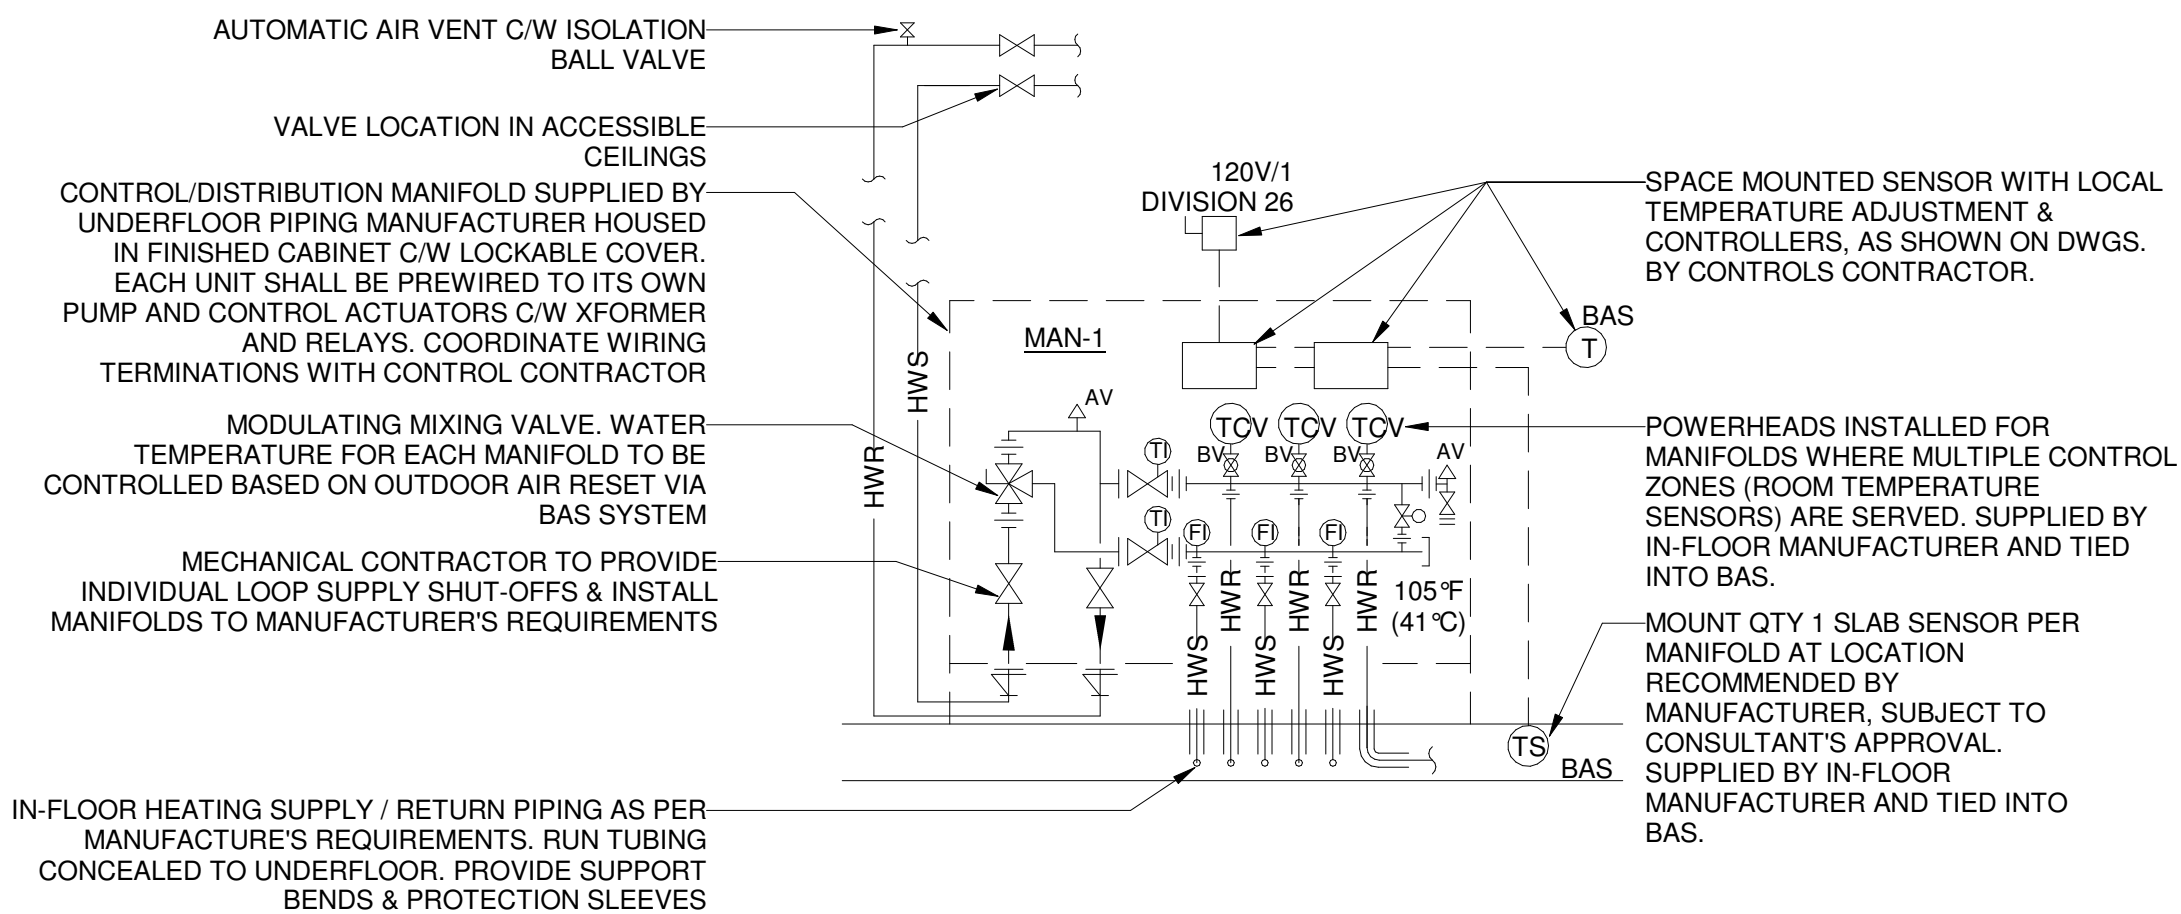 AUTOMATIC AIR VENT C/W ISOLATION
BALL VALVE
VALVE LOCATION IN ACCESSIBLE
CEILINGS
CONTROL/DISTRIBUTION MANIFOLD SUPPLIED BY
UNDERFLOOR PIPING MANUFACTURER HOUSED
IN FINISHED CABINET C/W LOCKABLE COVER.
EACH UNIT SHALL BE PREWIRED TO ITS OWN
PUMP AND CONTROL ACTUATORS C/W XFORMER
AND RELAYS. COORDINATE WIRING
TERMINATIONS WITH CONTROL CONTRACTOR
MODULATING MIXING VALVE. WATER
TEMPERATURE FOR EACH MANIFOLD TO BE
CONTROLLED BASED ON OUTDOOR AIR RESET VIA
BAS SYSTEM
MECHANICAL CONTRACTOR TO PROVIDE
INDIVIDUAL LOOP SUPPLY SHUT-OFFS & INSTALL
MANIFOLDS TO MANUFACTURER'S REQUIREMENTS
IN-FLOOR HEATING SUPPLY / RETURN PIPING AS PER
MANUFACTURE'S REQUIREMENTS. RUN TUBING
CONCEALED TO UNDERFLOOR. PROVIDE SUPPORT
BENDS & PROTECTION SLEEVES
HWR
HWS
120V/1
DIVISION 26
MAN-1
AV
TCV
TCV
TCV
BV
BV
BV
AV
TI
TI
FI
FI
FI
HWS
HWR
HWS
HWR
HWS
HWR
105°F
(41°C)
BAS
T
TS
BAS
SPACE MOUNTED SENSOR WITH LOCAL
TEMPERATURE ADJUSTMENT &
CONTROLLERS, AS SHOWN ON DWGS.
BY CONTROLS CONTRACTOR.
POWERHEADS INSTALLED FOR
MANIFOLDS WHERE MULTIPLE CONTROL
ZONES (ROOM TEMPERATURE
SENSORS) ARE SERVED. SUPPLIED BY
IN-FLOOR MANUFACTURER AND TIED
INTO BAS.
MOUNT QTY 1 SLAB SENSOR PER
MANIFOLD AT LOCATION
RECOMMENDED BY
MANUFACTURER, SUBJECT TO
CONSULTANT'S APPROVAL.
SUPPLIED BY IN-FLOOR
MANUFACTURER AND TIED INTO
BAS.